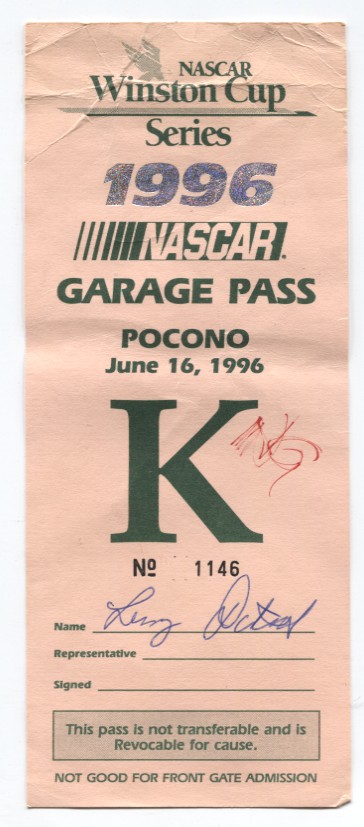 NASCAR
Winston Cup
Series
1996
NASCAR.
GARAGE PASS
POCONO
June 16, 1996
K
No 1146
Name
Representative
Signed
This pass is not transferable and is
Revocable for cause.
NOT GOOD FOR FRONT GATE ADMISSION